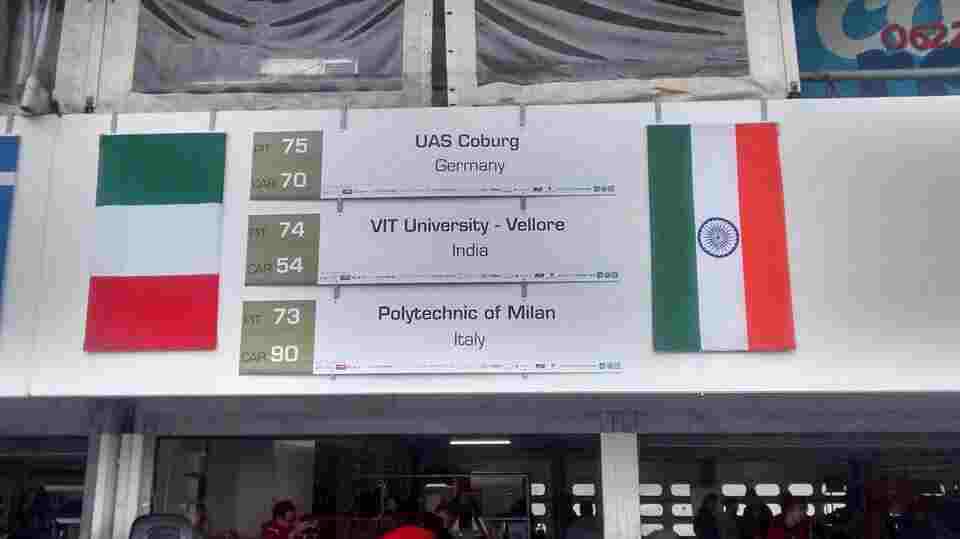 0622
PIT 75
CAR 70
UAS Coburg
Germany
PIT 74
CAR 54
VIT University - Vellore
India
PIT 73
CAR 90
Polytechnic of Milan
Italy